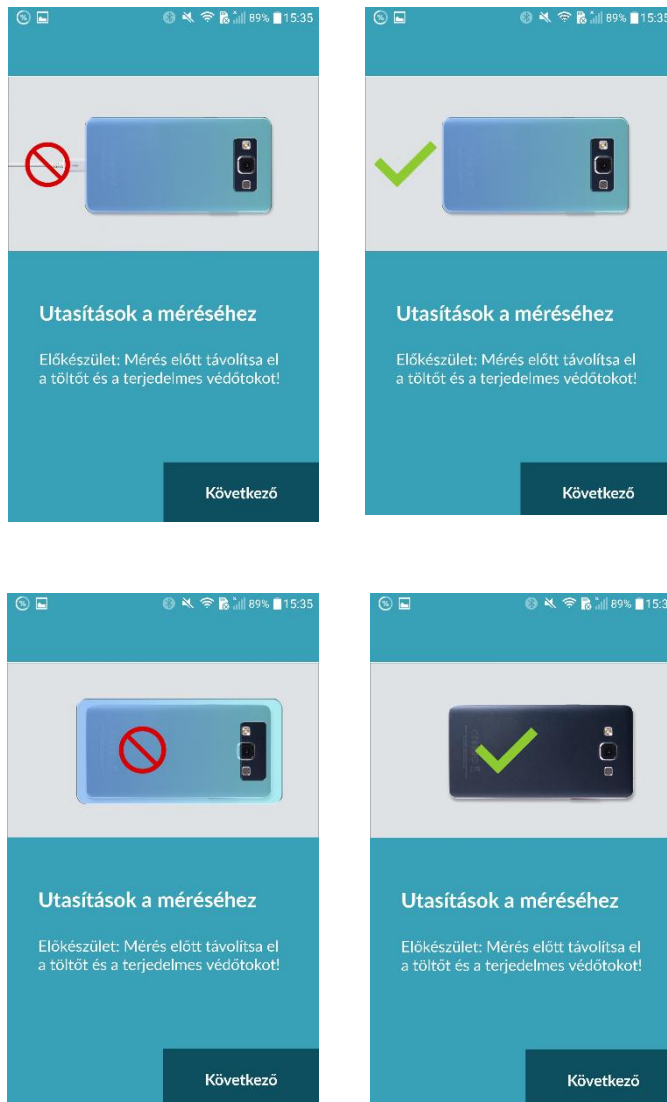 89% 15:35
Utasítások a méréséhez
Előkészület: Mérés előtt távolítsa el
a töltőt és a terjedelmes védőtokot!
Következő
89% 15:35
Utasítások a méréséhez
Előkészület: Mérés előtt távolítsa el
a töltőt és a terjedelmes védőtokot!
Következő
89% 15:35
Utasítások a méréséhez
Előkészület: Mérés előtt távolítsa el
a töltőt és a terjedelmes védőtokot!
Következő
89% 15:3
Utasítások a méréséhez
Előkészület: Mérés előtt távolítsa el
a töltőt és a terjedelmes védőtokot!
Következő